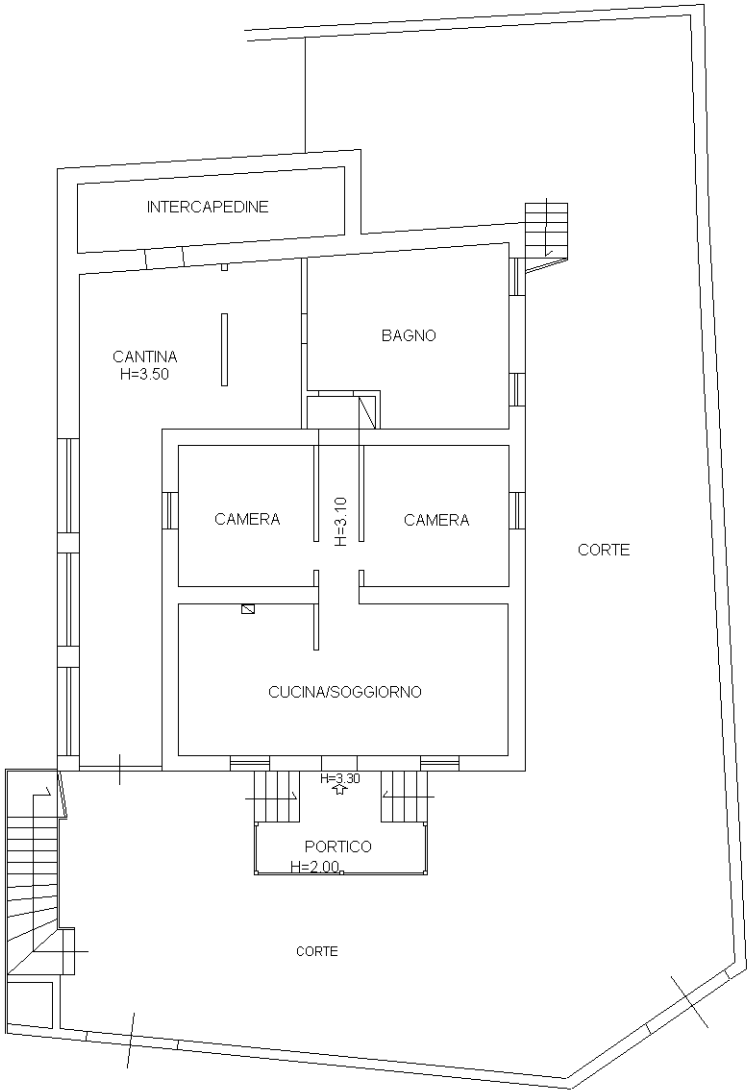 INTERCAPEDINE
BAGNO
CANTINA
H=3.50
CAMERA
H=3.10
CAMERA
CORTE
CUCINA/SOGGIORNO
H=3.30
PORTICO
H=2.00
CORTE